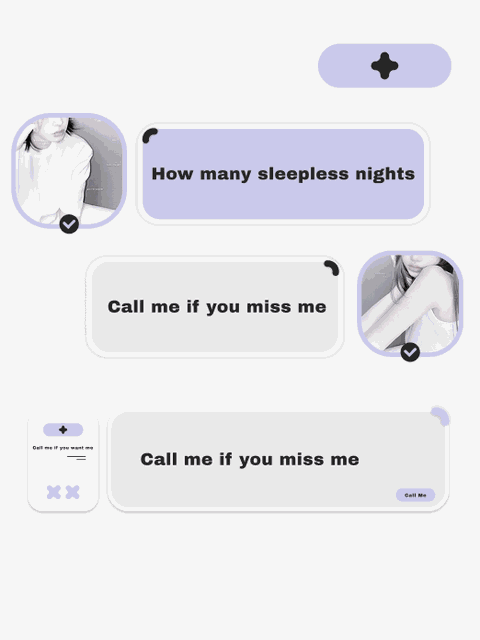 How many sleepless nights
Call me if you miss me
Call me if you want me
Call me if you miss me
Call Me